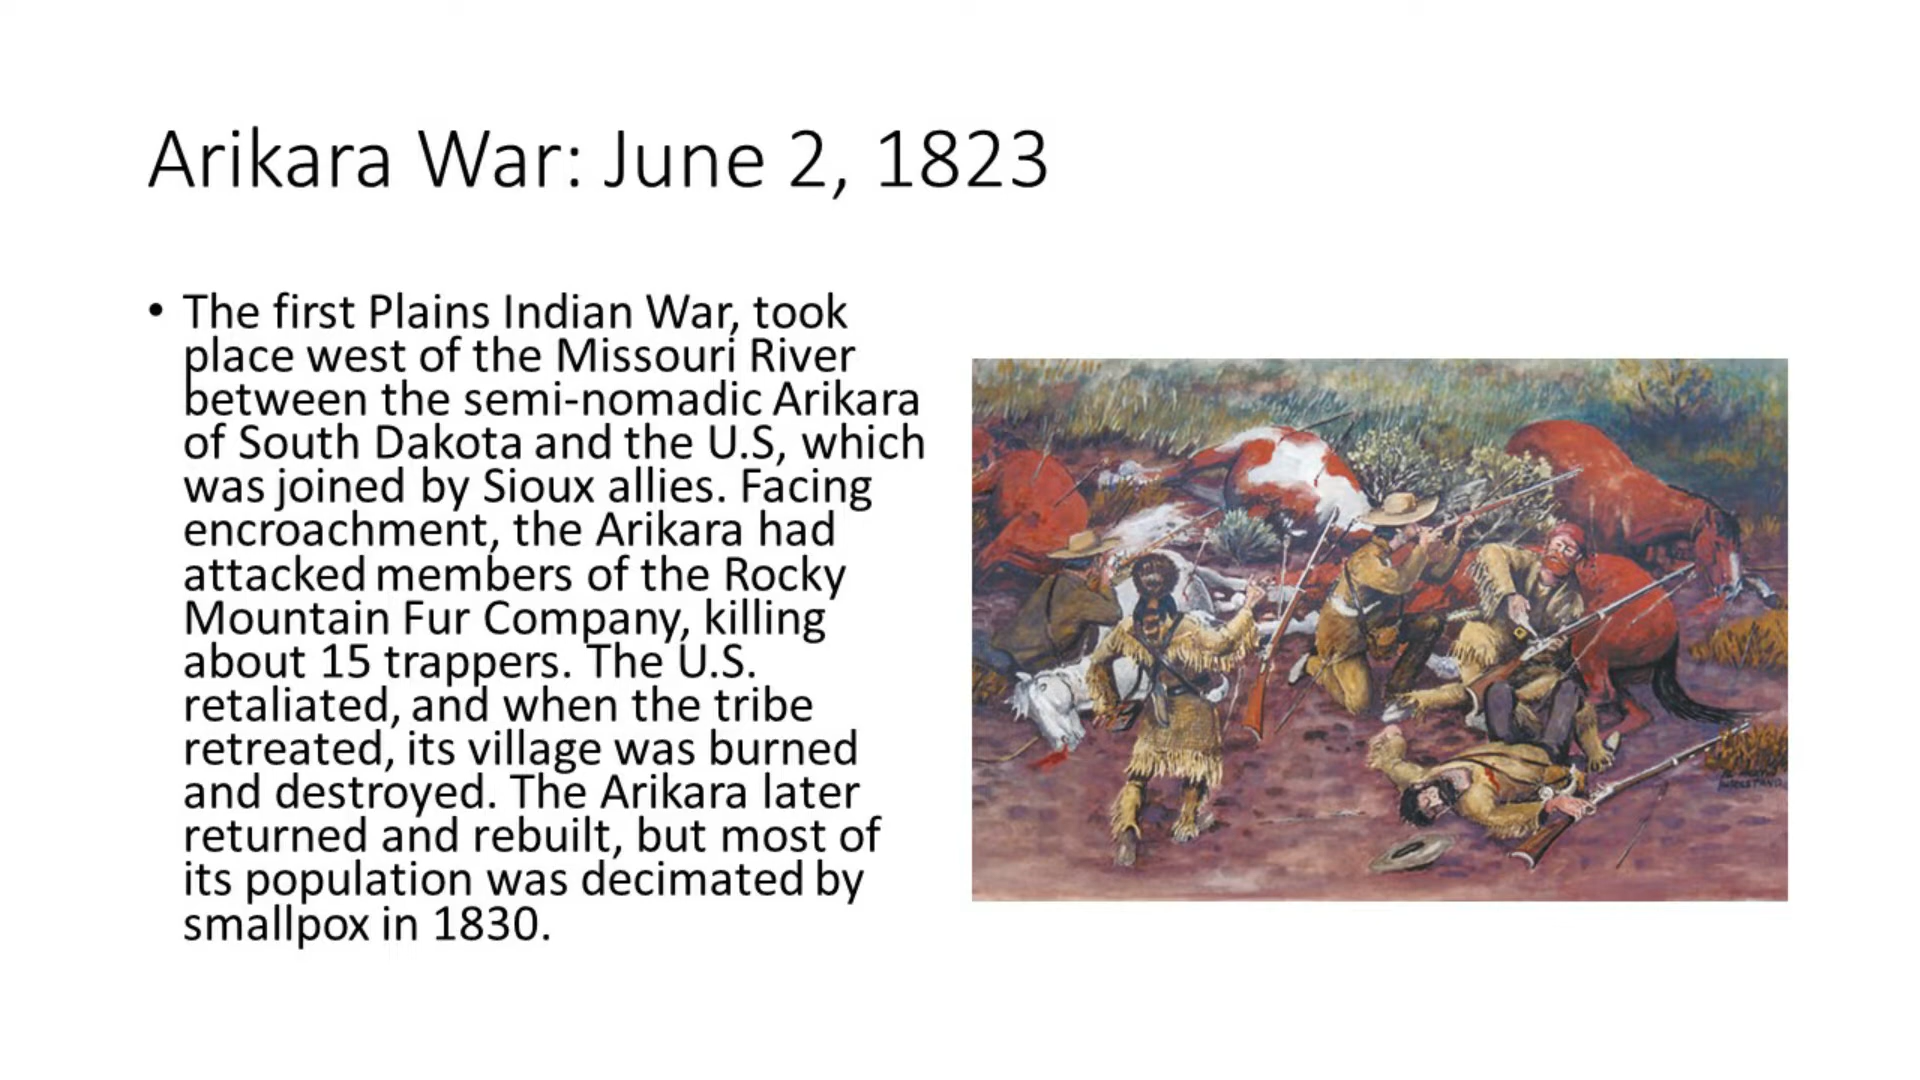 Arikara War: June 2, 1823
• The first Plains Indian War, took
place west of the Missouri River
between the semi-nomadic Arikara
of South Dakota and the U.S, which
was joined by Sioux allies. Facing
encroachment, the Arikara had
attacked members of the Rocky
Mountain Fur Company, killing
about 15 trappers. The U.S.
retaliated, and when the tribe
retreated, its village was burned
and destroyed. The Arikara later
returned and rebuilt, but most of
its population was decimated by
smallpox in 1830.